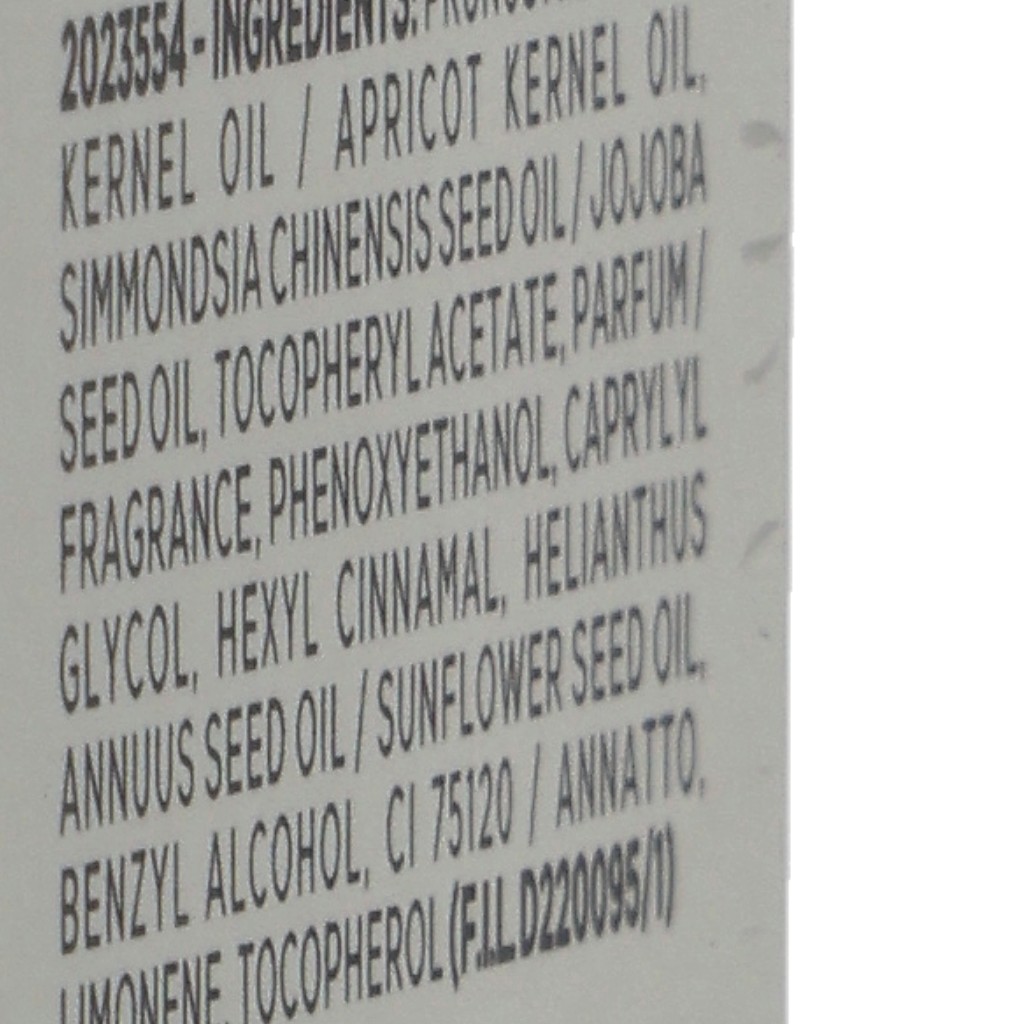 2023554 - INGREDIENTS:
KERNEL OIL / APRICOT KERNEL OIL,
SIMMONDSIA CHINENSIS SEED OIL / JOJOBA
SEED OIL, TOCOPHERYL ACETATE, PARFUM /
FRAGRANCE, PHENOXYETHANOL, CAPRYLYL
GLYCOL, HEXYL CINNAMAL, HELIANTHUS
ANNUUS SEED OIL / SUNFLOWER SEED OIL,
BENZYL ALCOHOL, CI 75120 / ANNATTO,
LIMONENE, TOCOPHEROL (F.I.L. D220095/1)